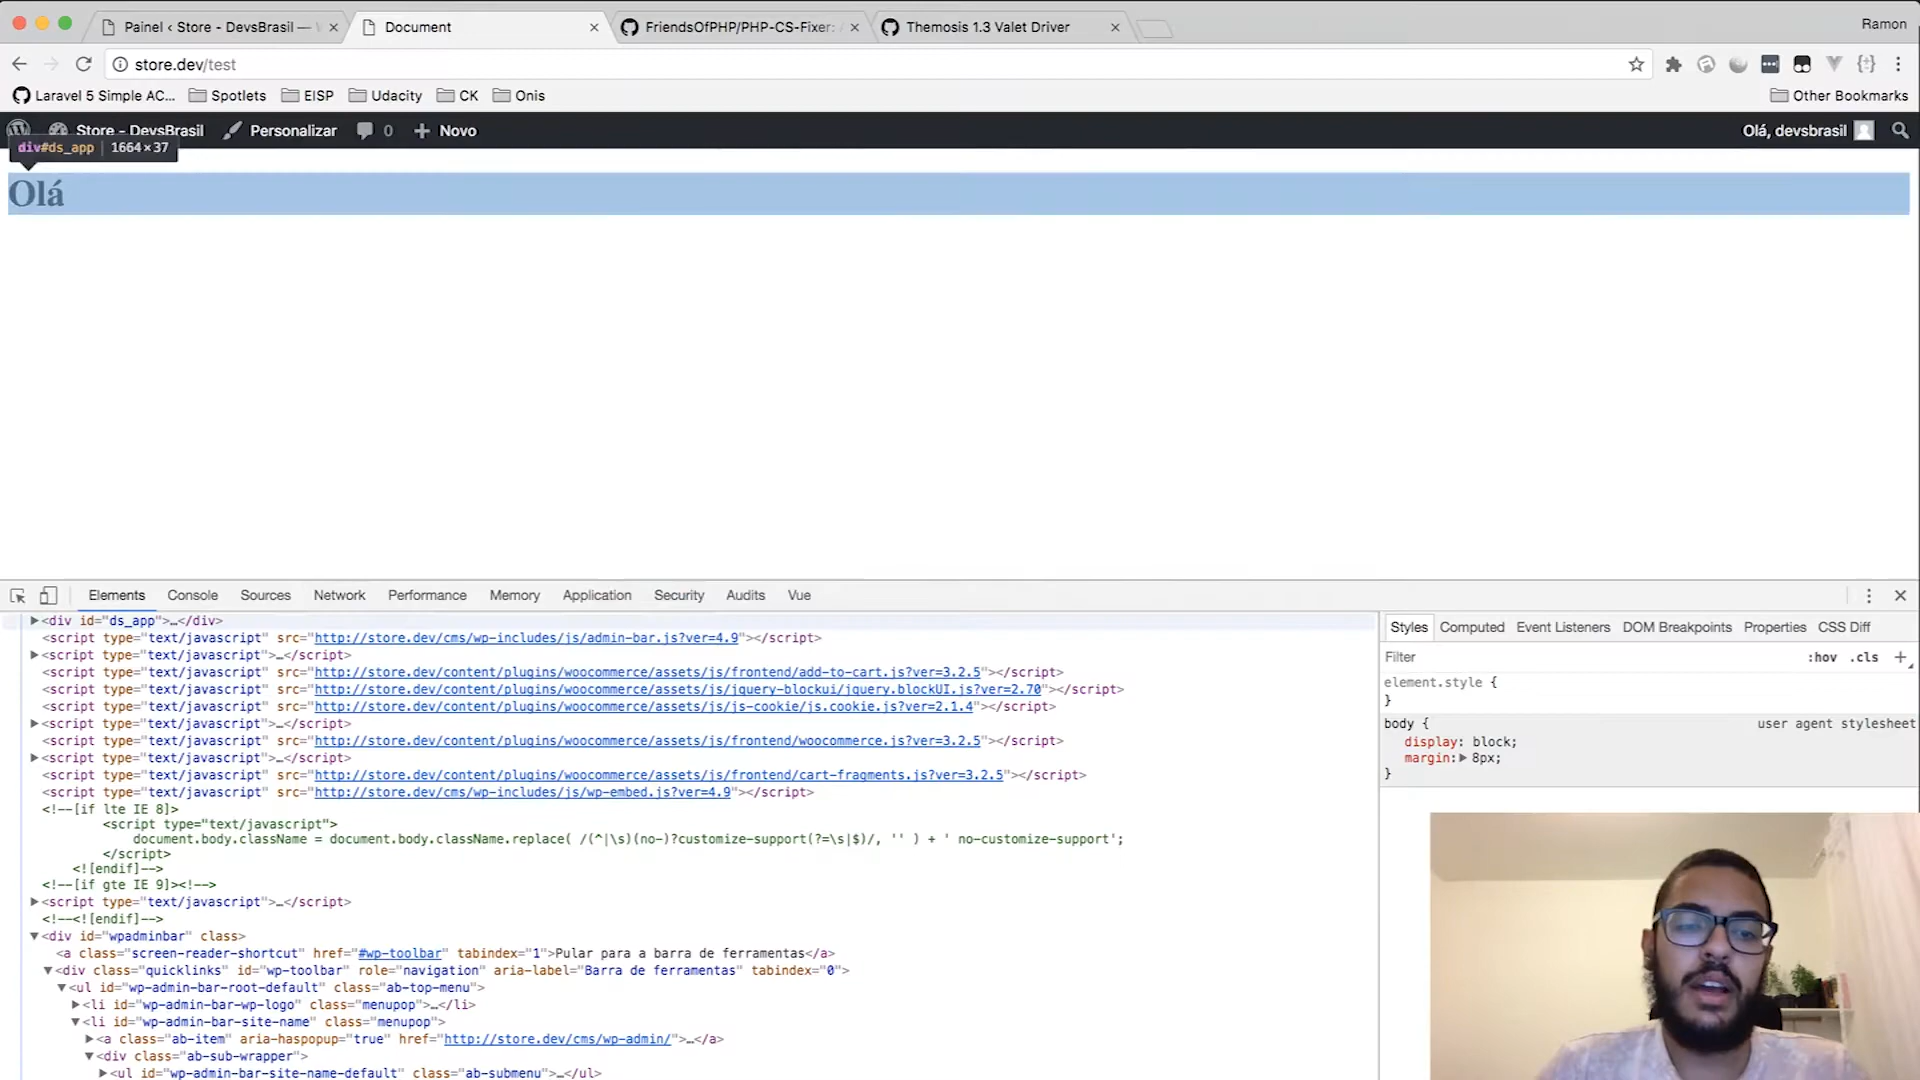 Painel ‹ Store - DevsBrasil —
Document
FriendsOfPHP/PHP-CS-Fixer:
Themosis 1.3 Valet Driver
Ramon
store.dev/test
Laravel 5 Simple AC...
Spotlets
EISP
Udacity
CK
Onis
Other Bookmarks
Store - DevsBrasil
Personalizar
0
Novo
Olá, devsbrasil
div#ds_app | 1664×37
Olá
Elements
Console
Sources
Network
Performance
Memory
Application
Security
Audits
Vue
<div id="ds_app">…</div>
<script type="text/javascript" src="http://store.dev/cms/wp-includes/js/admin-bar.js?ver=4.9"></script>
<script type="text/javascript">…</script>
<script type="text/javascript" src="http://store.dev/content/plugins/woocommerce/assets/js/frontend/add-to-cart.js?ver=3.2.5"></script>
<script type="text/javascript" src="http://store.dev/content/plugins/woocommerce/assets/js/jquery-blockui/jquery.blockUI.js?ver=2.70"></script>
<script type="text/javascript" src="http://store.dev/content/plugins/woocommerce/assets/js/js-cookie/js.cookie.js?ver=2.1.4"></script>
<script type="text/javascript">…</script>
<script type="text/javascript" src="http://store.dev/content/plugins/woocommerce/assets/js/frontend/woocommerce.js?ver=3.2.5"></script>
<script type="text/javascript">…</script>
<script type="text/javascript" src="http://store.dev/content/plugins/woocommerce/assets/js/frontend/cart-fragments.js?ver=3.2.5"></script>
<script type="text/javascript" src="http://store.dev/cms/wp-includes/js/wp-embed.js?ver=4.9"></script>
<!--[if lte IE 8]>
<script type="text/javascript">
document.body.className = document.body.className.replace( /(^|\s)(no-)?customize-support(?=\s|$)/, '' ) + ' no-customize-support';
</script>
<![endif]-->
<!--[if gte IE 9]><!-->
<script type="text/javascript">…</script>
<!--<![endif]-->
<div id="wpadminbar" class>
<a class="screen-reader-shortcut" href="#wp-toolbar" tabindex="1">Pular para a barra de ferramentas</a>
<div class="quicklinks" id="wp-toolbar" role="navigation" aria-label="Barra de ferramentas" tabindex="0">
<ul id="wp-admin-bar-root-default" class="ab-top-menu">
<li id="wp-admin-bar-wp-logo" class="menupop">…</li>
<li id="wp-admin-bar-site-name" class="menupop">
<a class="ab-item" aria-haspopup="true" href="http://store.dev/cms/wp-admin/">…</a>
<div class="ab-sub-wrapper">
<ul id="wp-admin-bar-site-name-default" class="ab-submenu">…</ul>
Styles
Computed
Event Listeners
DOM Breakpoints
Properties
CSS Diff
Filter
:hov .cls +
element.style {
}
body {
user agent stylesheet
display: block;
margin: 8px;
}